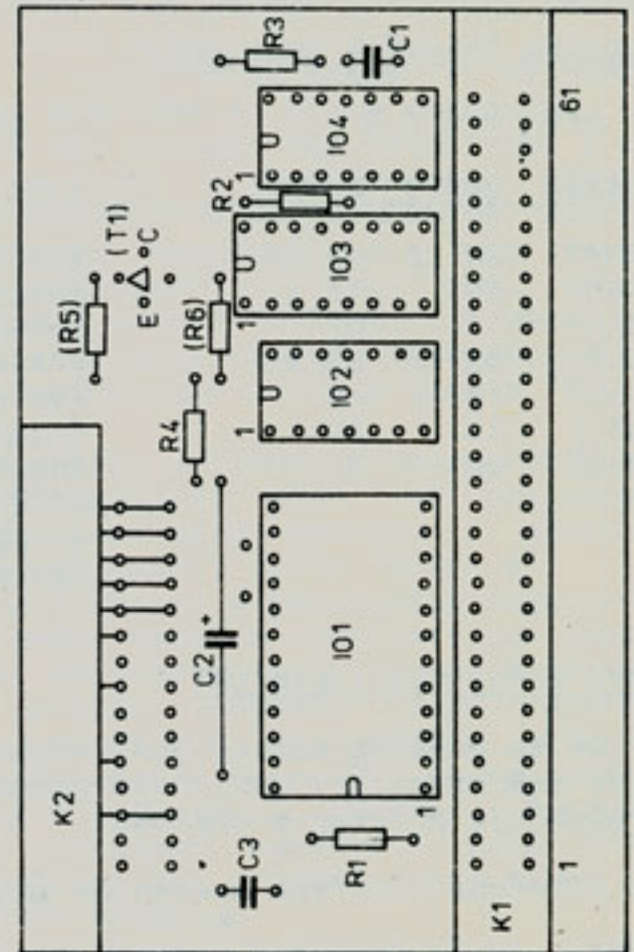 R3
C1
IO4
1
61
R2
(T1)
C
E
IO3
1
(R5)
(R6)
IO2
1
R4
+
C2
IO1
1
K2
C3
R1
K1
1